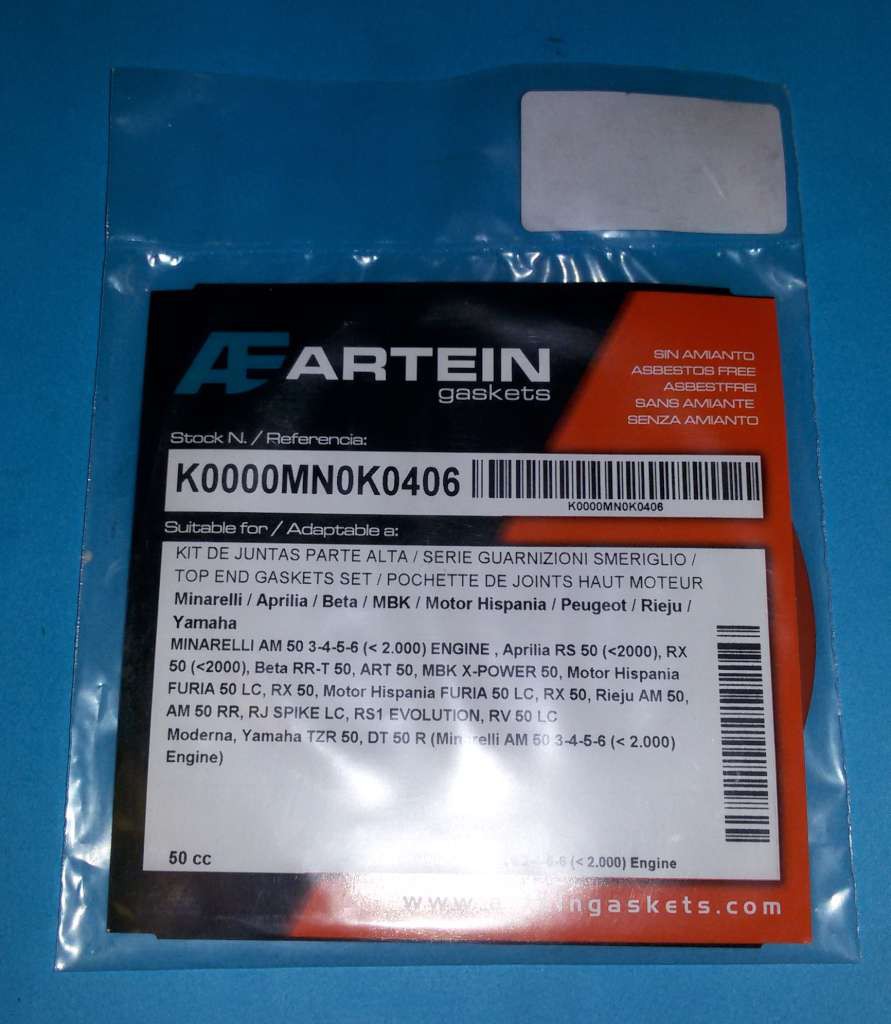 Æ ARTEIN
gaskets
SIN AMIANTO
ASBESTOS FREE
ASBESTFREI
SANS AMIANTE
SENZA AMIANTO
Stock N. / Referencia:
K0000MN0K0406
K0000MN0K0406
Suitable for / Adaptable a:
KIT DE JUNTAS PARTE ALTA / SERIE GUARNIZIONI SMERIGLIO /
TOP END GASKETS SET / POCHETTE DE JOINTS HAUT MOTEUR
Minarelli / Aprilia / Beta / MBK / Motor Hispania / Peugeot / Rieju /
Yamaha
MINARELLI AM 50 3-4-5-6 (< 2.000) ENGINE , Aprilia RS 50 (<2000), RX
50 (<2000), Beta RR-T 50, ART 50, MBK X-POWER 50, Motor Hispania
FURIA 50 LC, RX 50, Motor Hispania FURIA 50 LC, RX 50, Rieju AM 50,
AM 50 RR, RJ SPIKE LC, RS1 EVOLUTION, RV 50 LC
Moderna, Yamaha TZR 50, DT 50 R (Minarelli AM 50 3-4-5-6 (< 2.000)
Engine)
50 cc
(< 2.000) Engine
www.arteingaskets.com